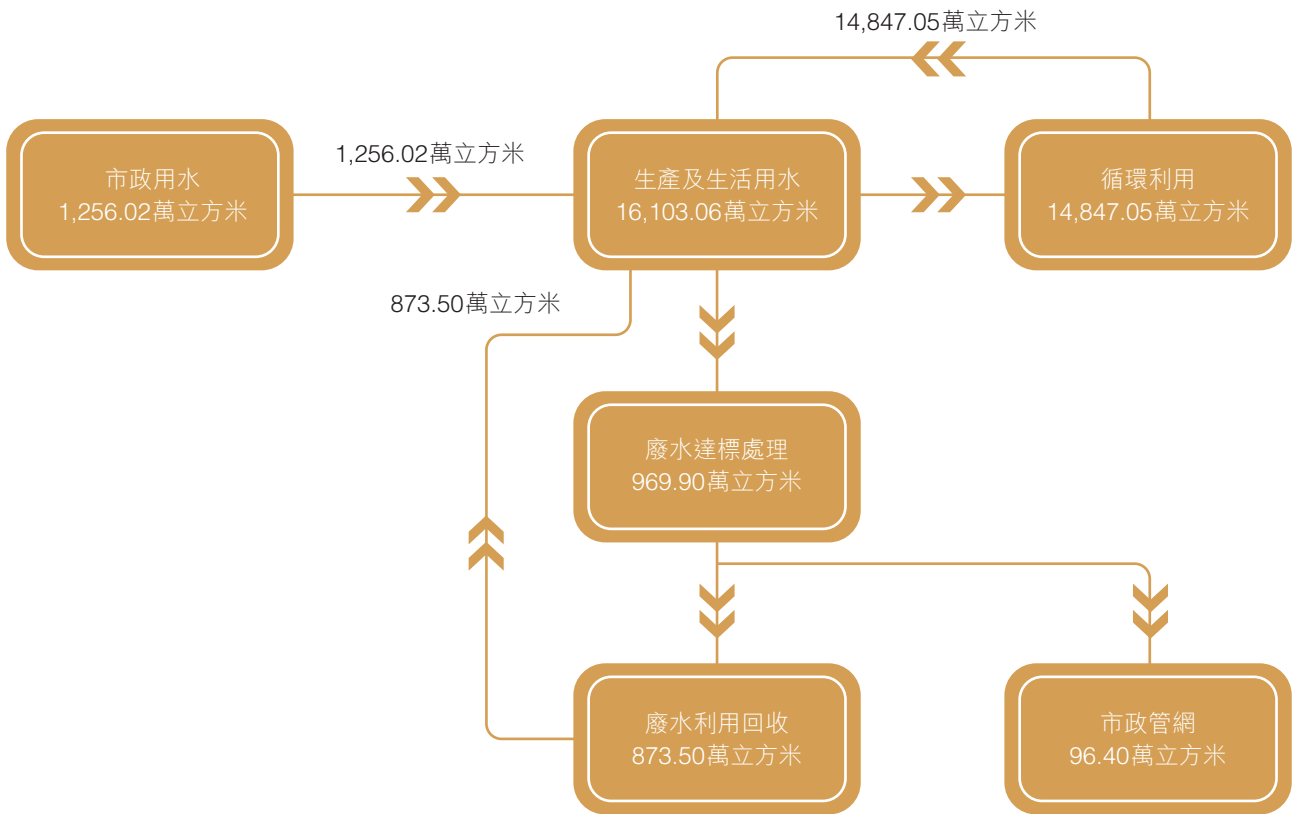 14,847.05萬立方米
市政用水
1,256.02萬立方米
1,256.02萬立方米
生產及生活用水
16,103.06萬立方米
循環利用
14,847.05萬立方米
873.50萬立方米
廢水達標處理
969.90萬立方米
廢水利用回收
873.50萬立方米
市政管網
96.40萬立方米